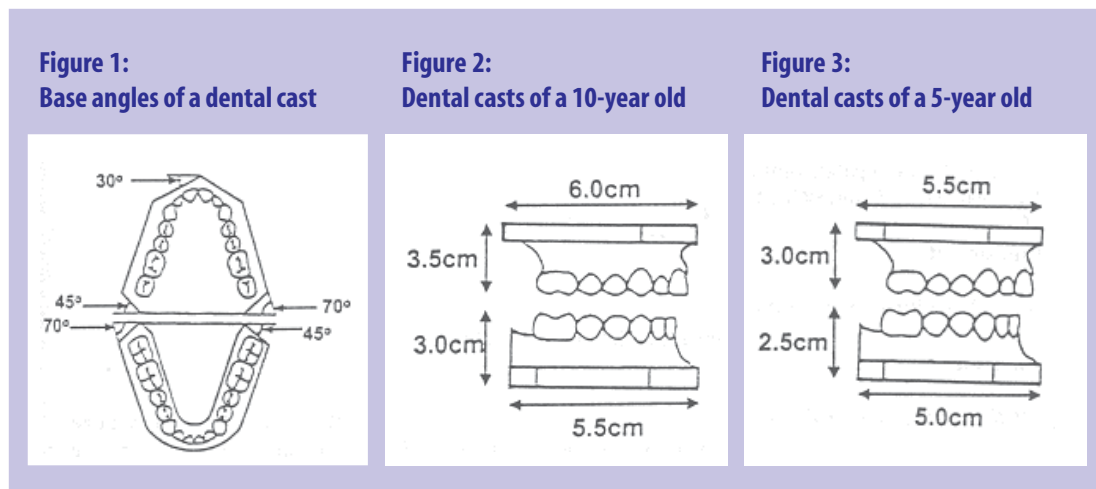 Figure 1:
Base angles of a dental cast
30°
45°
70°
70°
45°
Figure 2:
Dental casts of a 10-year old
6.0cm
3.5cm
3.0cm
5.5cm
Figure 3:
Dental casts of a 5-year old
5.5cm
3.0cm
2.5cm
5.0cm